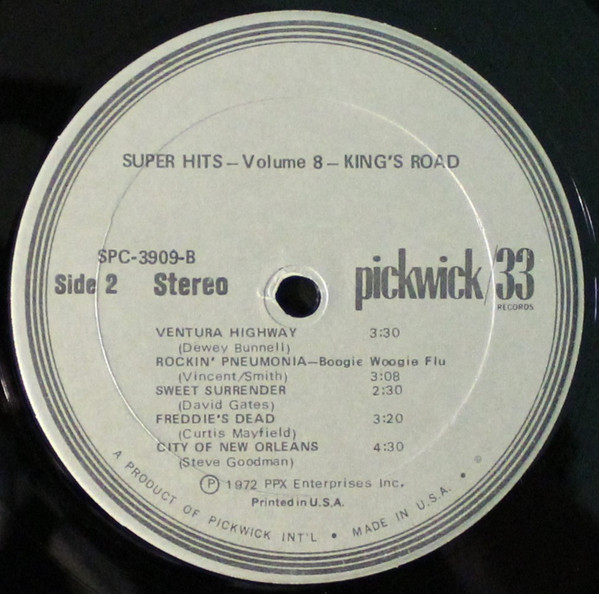 SUPER HITS – Volume 8 – KING'S ROAD
SPC-3909-B
Side 2 Stereo
pickwick/33
RECORDS
VENTURA HIGHWAY 3:30
(Dewey Bunnell)
ROCKIN' PNEUMONIA—Boogie Woogie Flu
(Vincent/Smith) 3:08
SWEET SURRENDER 2:30
(David Gates)
FREDDIE'S DEAD 3:20
(Curtis Mayfield)
CITY OF NEW ORLEANS 4:30
(Steve Goodman)
Ⓟ 1972 PPX Enterprises Inc.
Printed in U.S.A.
A PRODUCT OF PICKWICK INT'L • MADE IN U.S.A. •